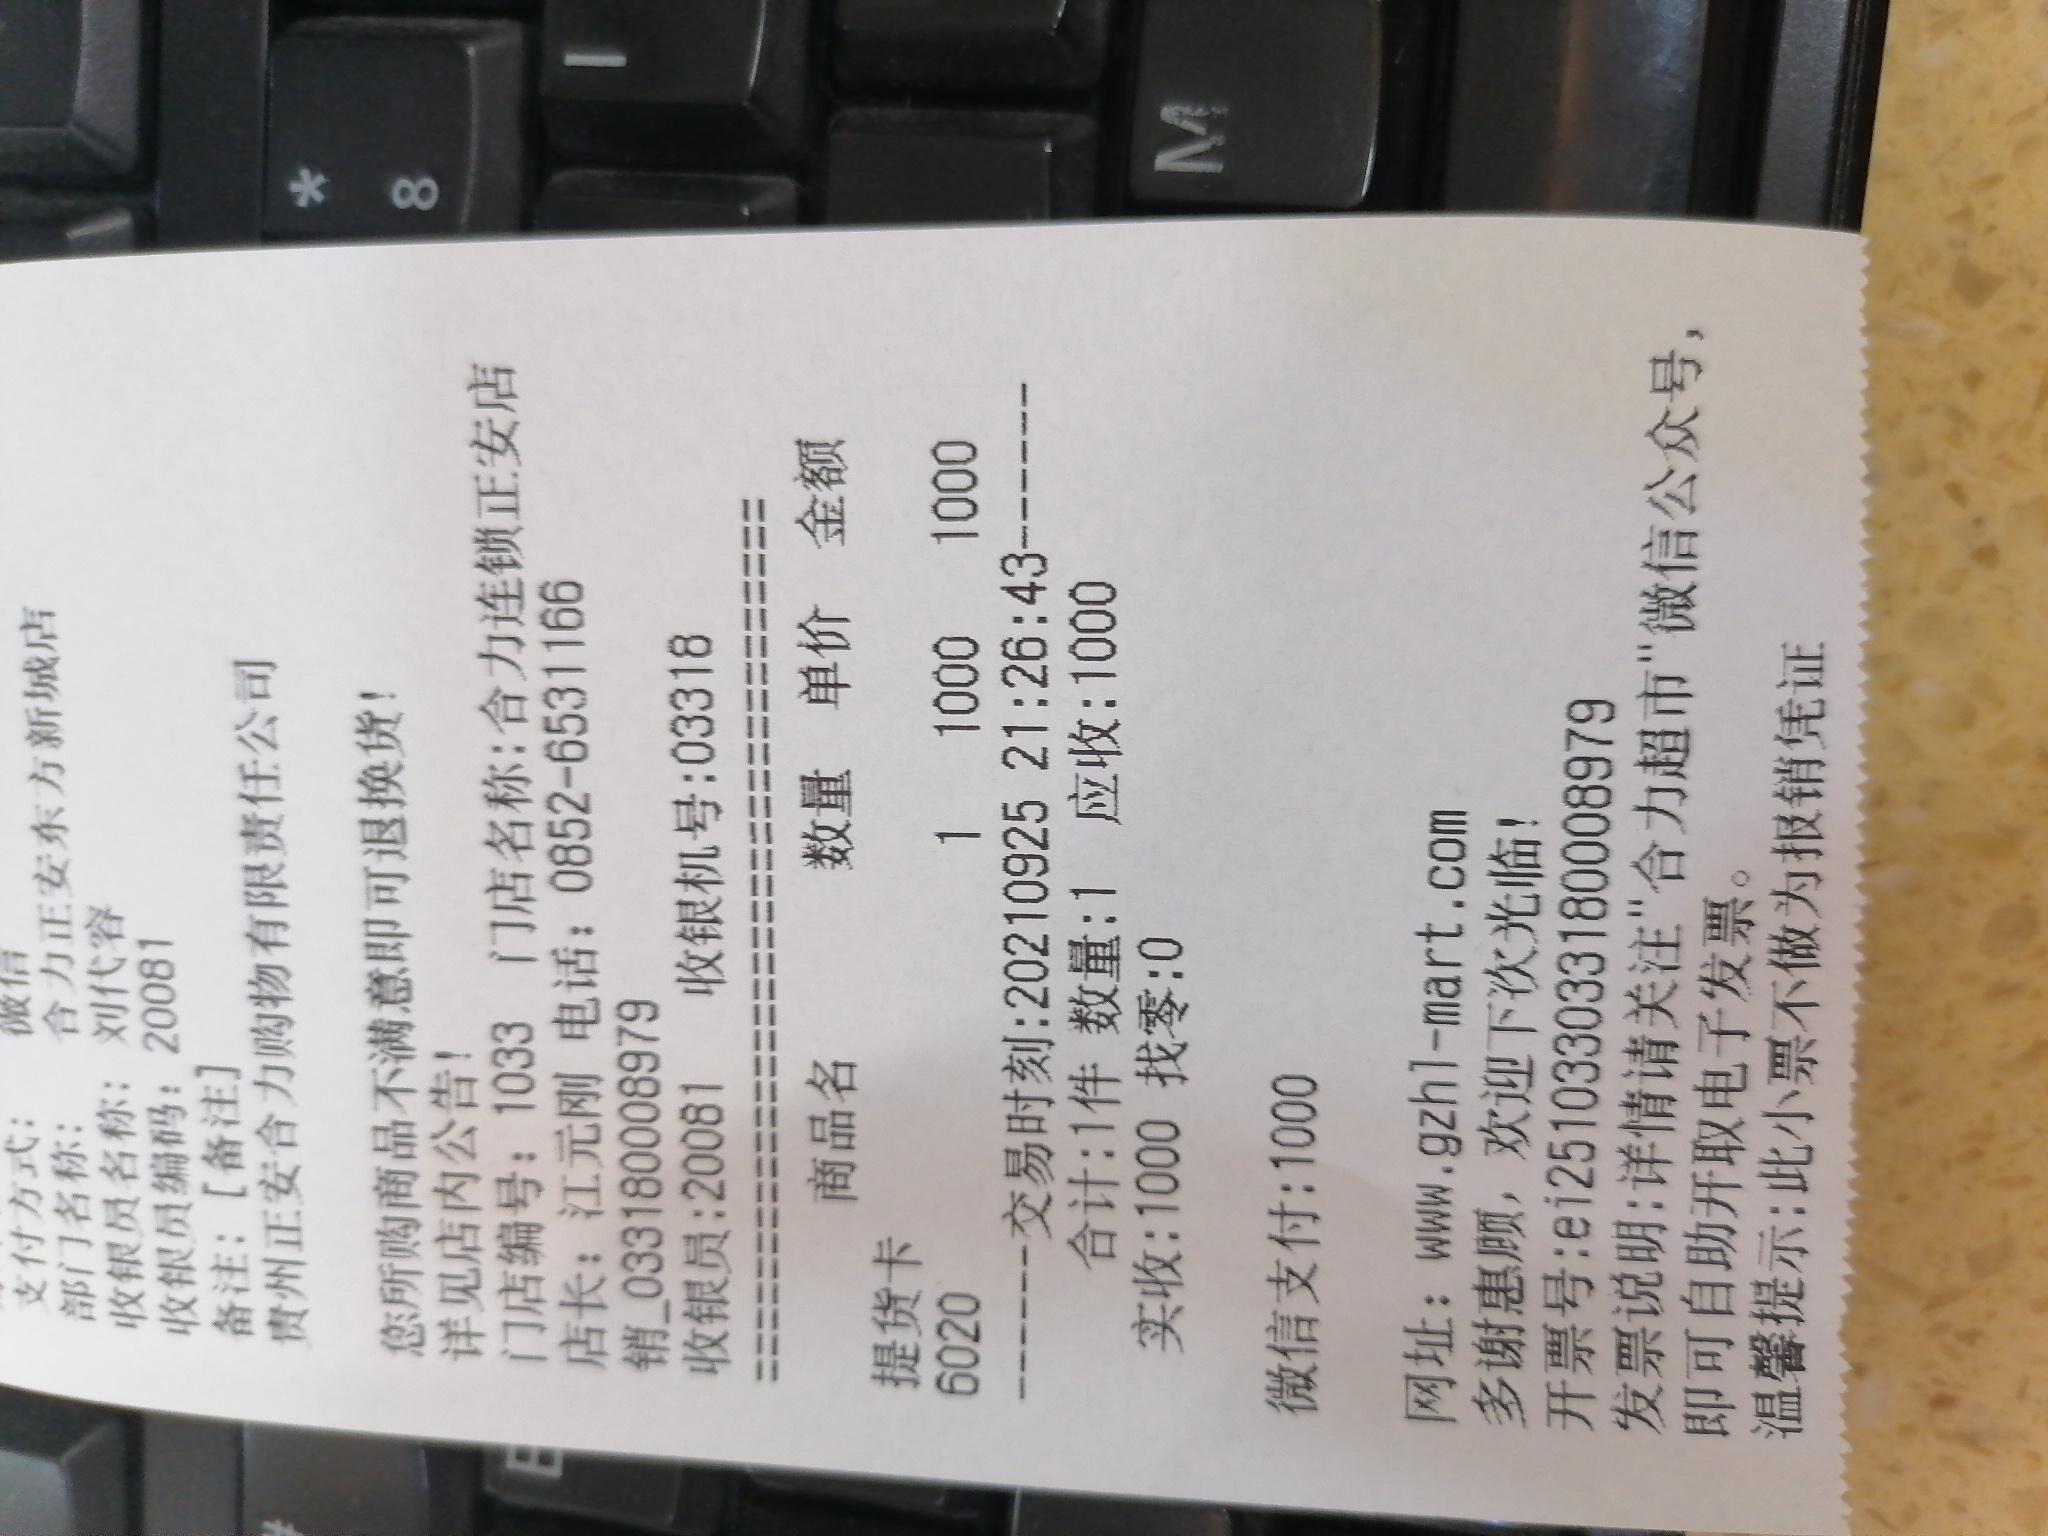 支付方式： 微信
部门名称： 合力正安东方新城店
收银员名称： 刘代容
收银员编码： 20081
备注：[备注]
贵州正安合力购物有限责任公司
您所购商品不满意即可退换货!
详见店内公告!
门店编号：1033 门店名称:合力连锁正安店
店长：江元刚 电话：0852-6531166
销_033180008979
收银员:20081 收银机号:03318
========================================
商品名 数量 单价 金额
提货卡
6020 1 1000 1000
------交易时刻:20210925 21:26:43------
合计:1件 数量:1 应收:1000
实收:1000 找零:0
微信支付:1000
网址：www.gzhl-mart.com
多谢惠顾，欢迎下次光临!
开票号:ei251033033180008979
发票说明:详情请关注"合力超市"微信公众号，
即可自助开取电子发票。
温馨提示:此小票不做为报销凭证
*
8
I
M